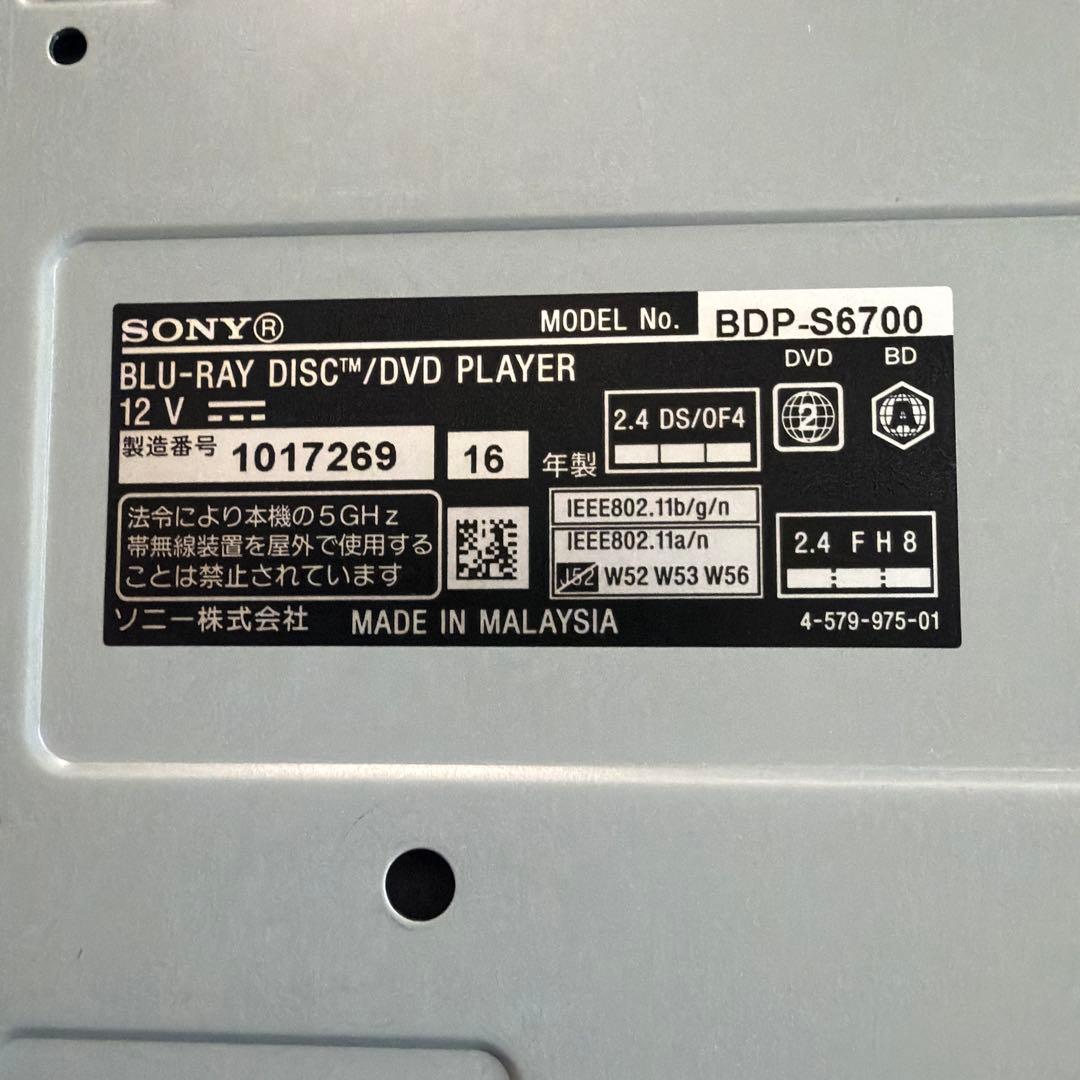 SONY®
MODEL No. BDP-S6700
BLU-RAY DISC™/DVD PLAYER
12 V
DVD
BD
2
A
製造番号 1017269
16 年製
2.4 DS/OF4
法令により本機の5GHz
帯無線装置を屋外で使用する
ことは禁止されています
IEEE802.11b/g/n
IEEE802.11a/n
J52 W52 W53 W56
2.4 FH8
ソニー株式会社
MADE IN MALAYSIA
4-579-975-01